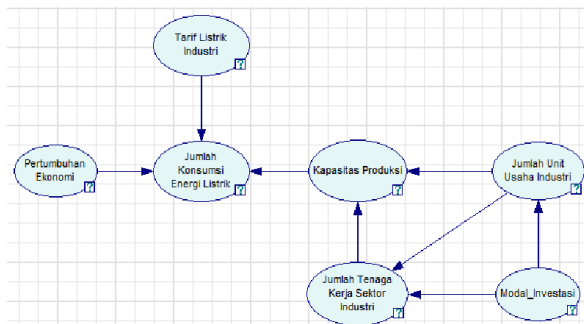 Tarif Listrik
Industri
?
Pertumbuhan
Ekonomi
?
Jumlah
Konsumsi
Energi Listrik
?
Kapasitas Produksi
?
Jumlah Unit
Usaha Industri
?
Jumlah Tenaga
Kerja Sektor
Industri
?
Modal_Investasi
?